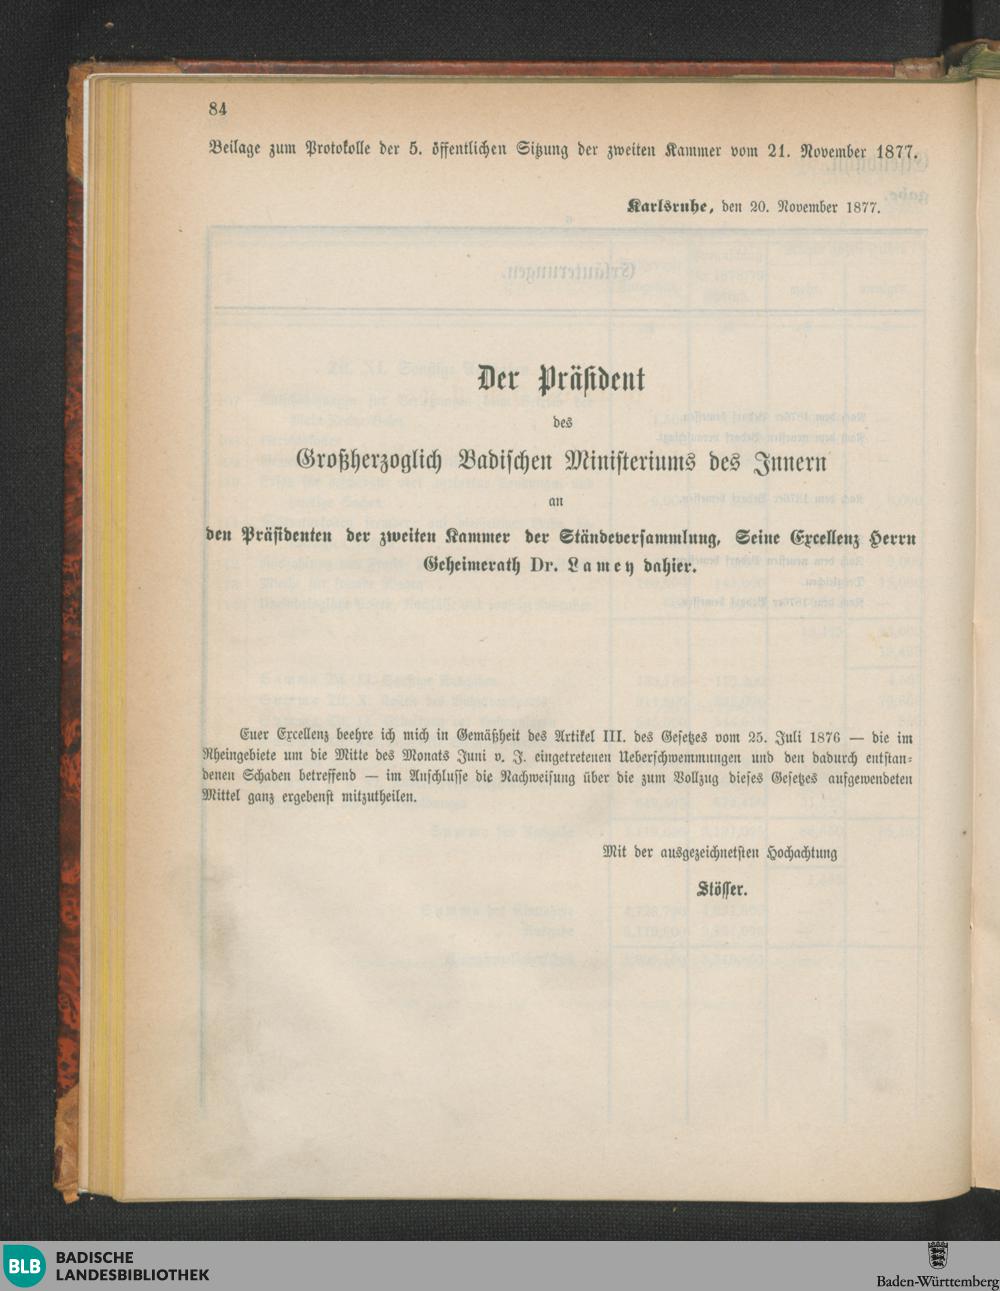 84
Beilage zum Protokolle der 5. öffentlichen Sitzung der zweiten Kammer vom 21. November 1877.
Karlsruhe, den 20. November 1877.
Der Präsident
des
Großherzoglich Badischen Ministeriums des Innern
an
den Präsidenten der zweiten Kammer der Ständeversammlung, Seine Excellenz Herrn
Geheimerath Dr. Lamey dahier.
Euer Excellenz beehre ich mich in Gemäßheit des Artikel III. des Gesetzes vom 25. Juli 1876 — die im
Rheingebiete um die Mitte des Monats Juni v. J. eingetretenen Ueberschwemmungen und den dadurch entstan-
denen Schaden betreffend — im Anschlusse die Nachweisung über die zum Vollzug dieses Gesetzes aufgewendeten
Mittel ganz ergebenst mitzutheilen.
Mit der ausgezeichnetsten Hochachtung
Stösser.
BLB
BADISCHE
LANDESBIBLIOTHEK
Baden-Württemberg